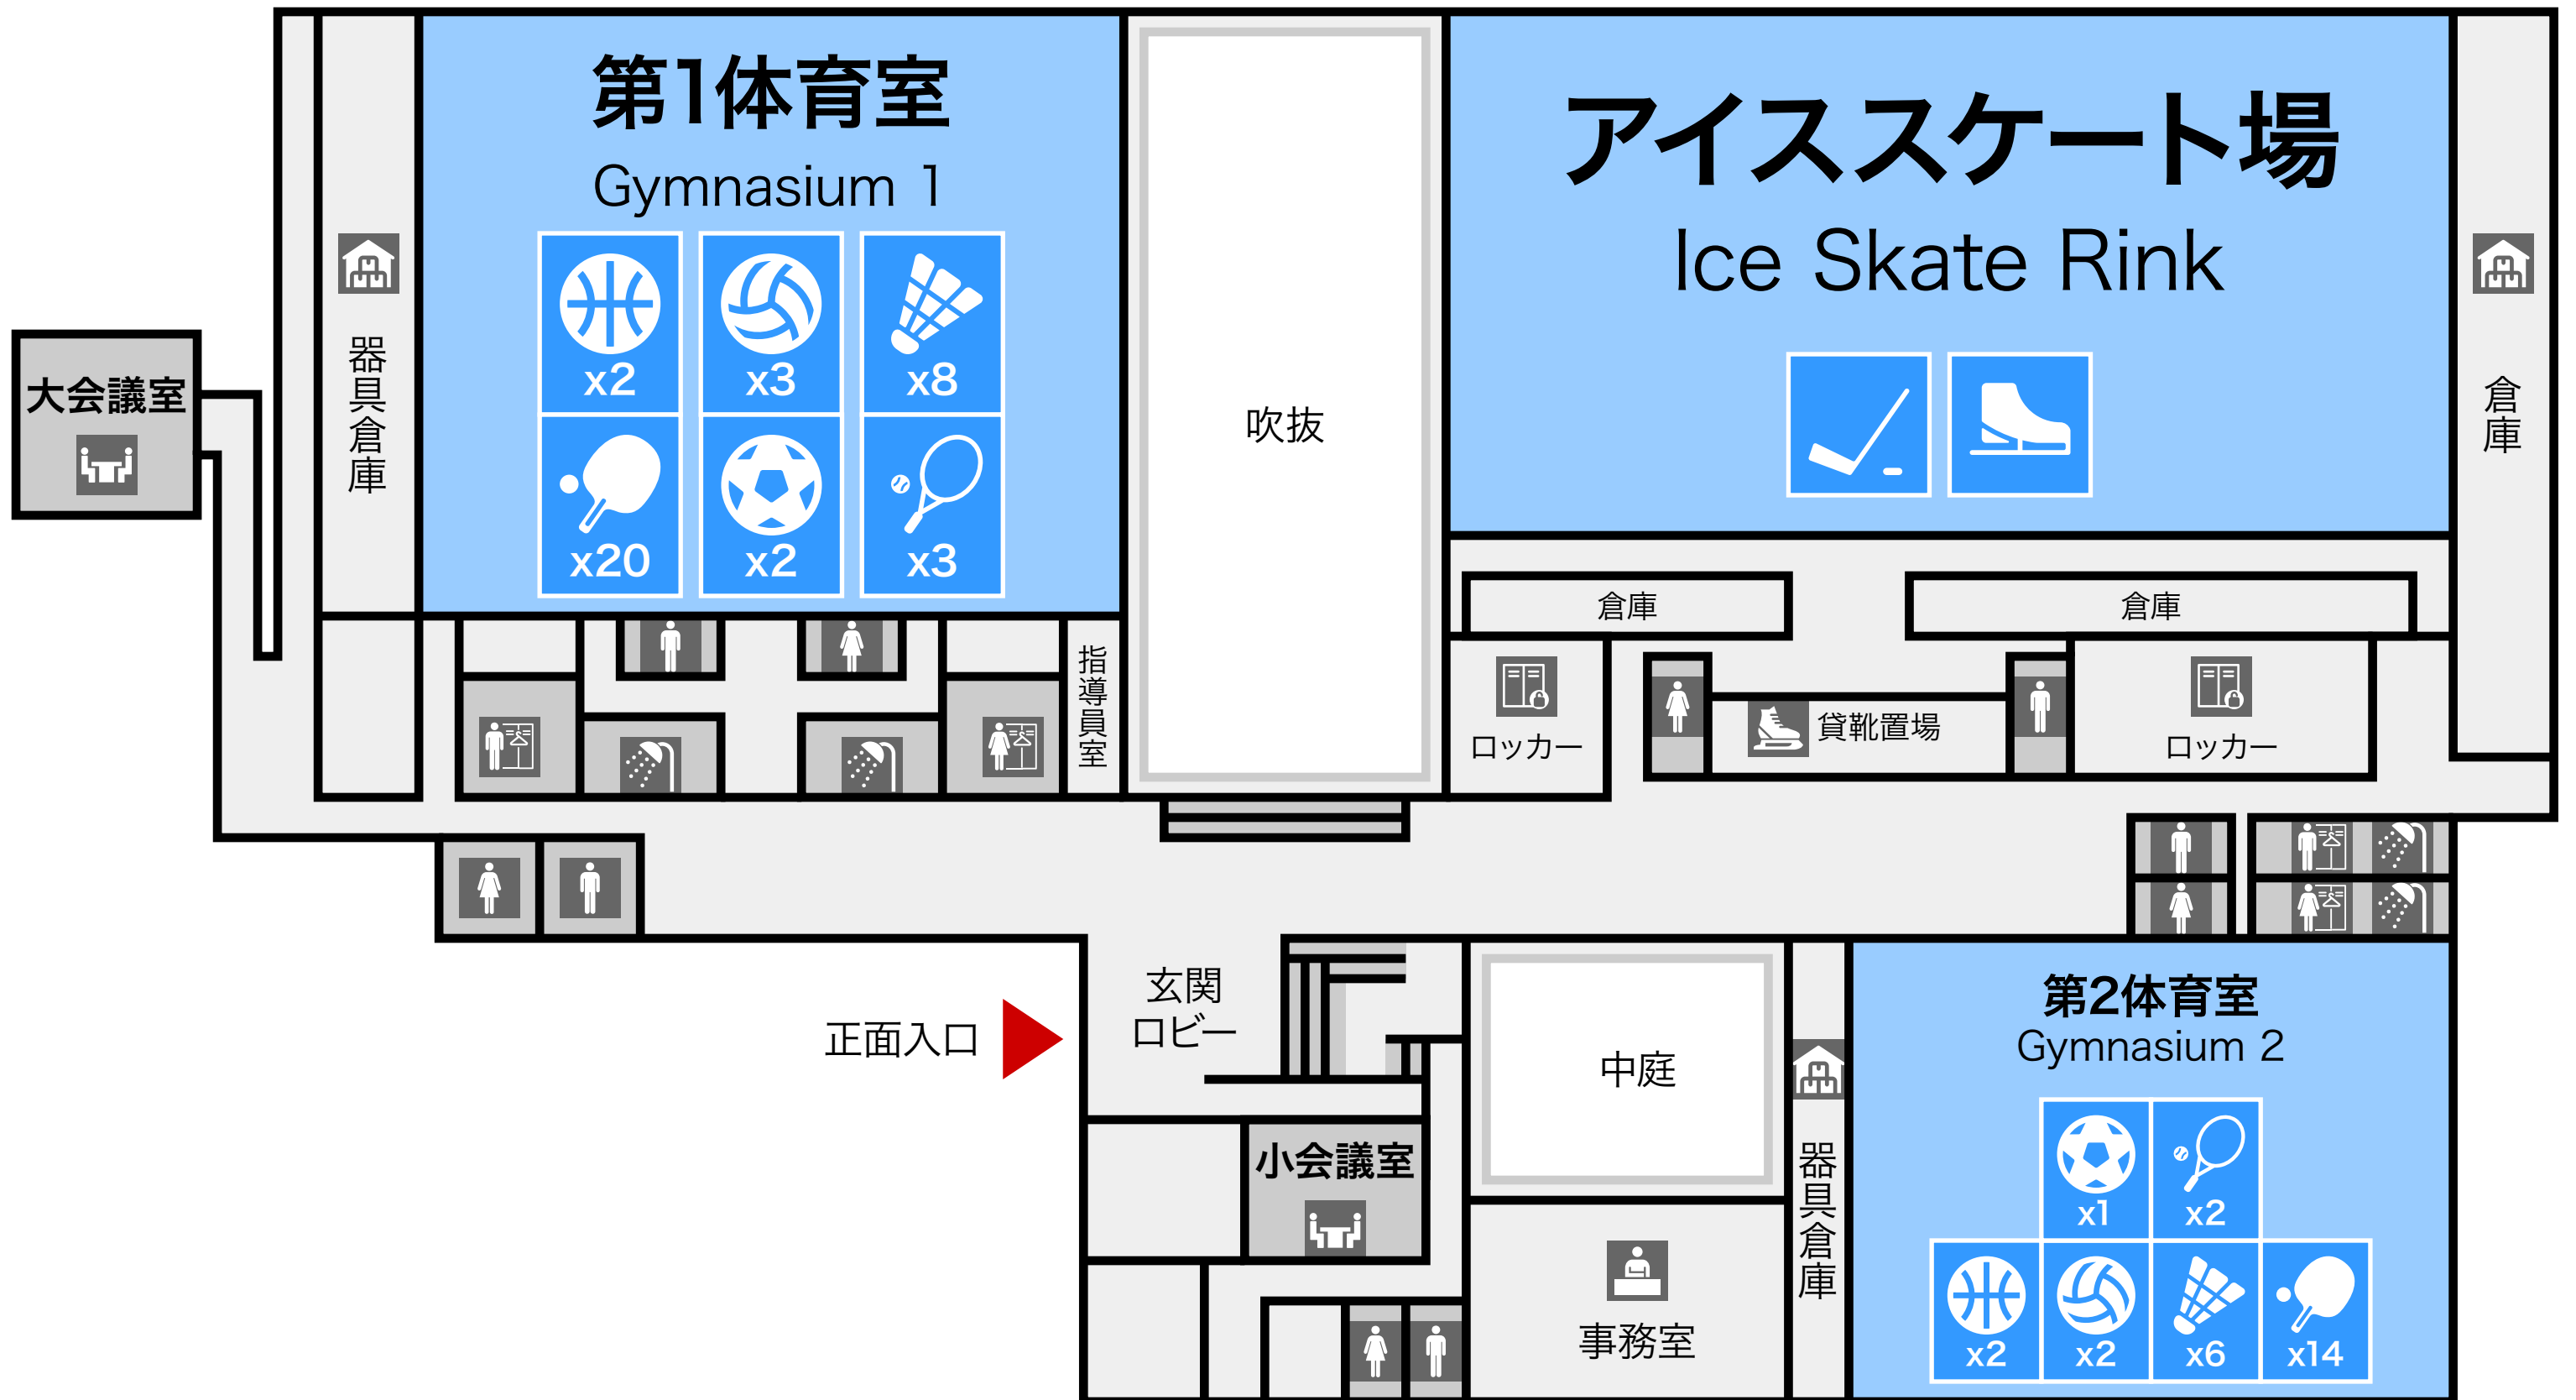 第1体育室
Gymnasium 1
x2
x3
x8
x20
x2
x3
器具倉庫
大会議室
吹抜
アイススケート場
Ice Skate Rink
倉庫
倉庫
倉庫
指導員室
ロッカー
貸靴置場
ロッカー
玄関
ロビー
正面入口
中庭
小会議室
事務室
器具倉庫
第2体育室
Gymnasium 2
x1
x2
x2
x2
x6
x14